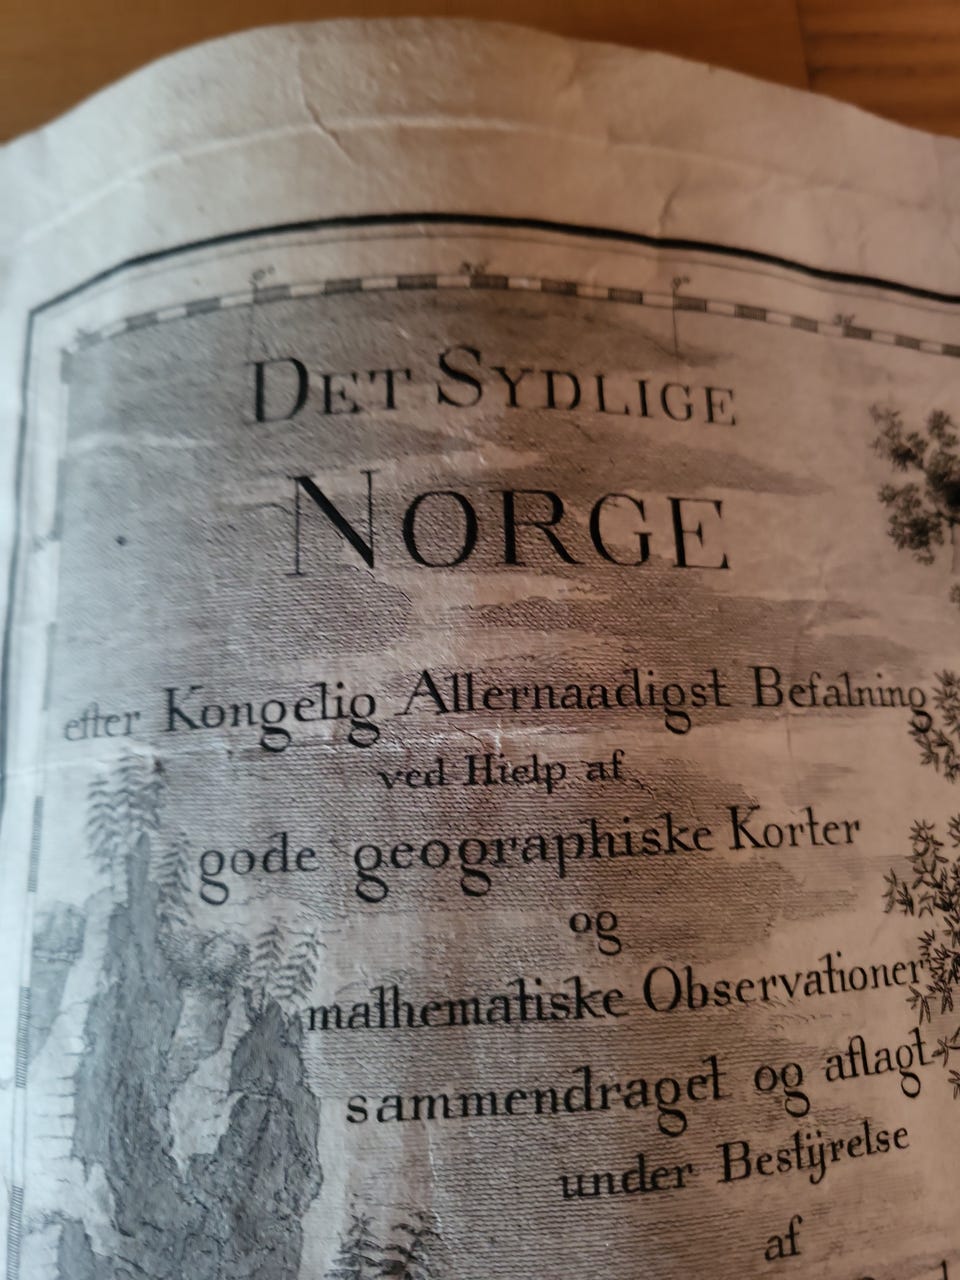 DET SYDLIGE
NORGE
efter Kongelig Allernaadigst Befalning
ved Hielp af
gode geographiske Korter
og
mathematiske Observationer
sammendraget og aflagt
under Bestijrelse
af